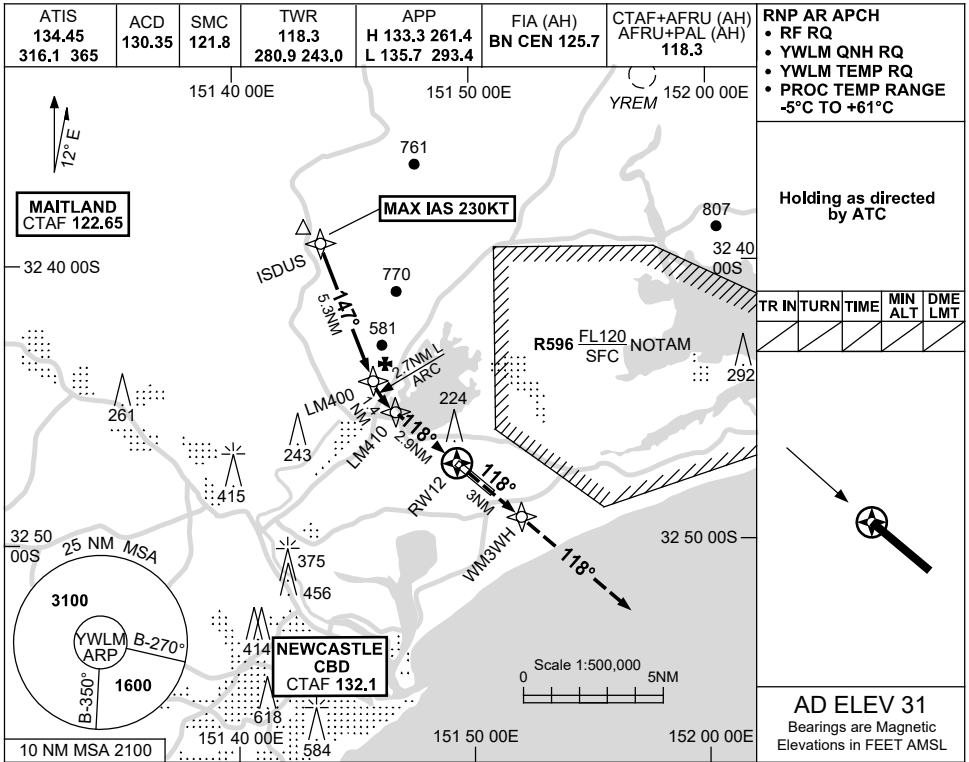 ATIS
134.45
316.1 365
ACD
130.35
SMC
121.8
TWR
118.3
280.9 243.0
APP
H 133.3 261.4
L 135.7 293.4
FIA (AH)
BN CEN 125.7
CTAF+AFRU (AH)
AFRU+PAL (AH)
118.3
RNP AR APCH
• RF RQ
• YWLM QNH RQ
• YWLM TEMP RQ
• PROC TEMP RANGE
-5°C TO +61°C
151 40 00E
151 50 00E
152 00 00E
YREM
12° E
761
MAITLAND
CTAF 122.65
MAX IAS 230KT
807
Holding as directed
by ATC
ISDUS
32 40 00S
32 40
00S
770
147°
5.3NM
581
R596 FL120
SFC
NOTAM
TR IN
TURN
TIME
MIN
ALT
DME
LMT
292
2.7NM L
ARC
LM400
1.4
NM
261
243
224
LM410
118°
2.9NM
415
RW12
118°
3NM
WM3WH
32 50
00S
32 50 00S
118°
25 NM MSA
375
456
3100
YWLM
ARP
B-270°
B-350°
1600
414
NEWCASTLE
CBD
CTAF 132.1
Scale 1:500,000
0
5NM
618
584
10 NM MSA 2100
151 40 00E
151 50 00E
152 00 00E
AD ELEV 31
Bearings are Magnetic
Elevations in FEET AMSL